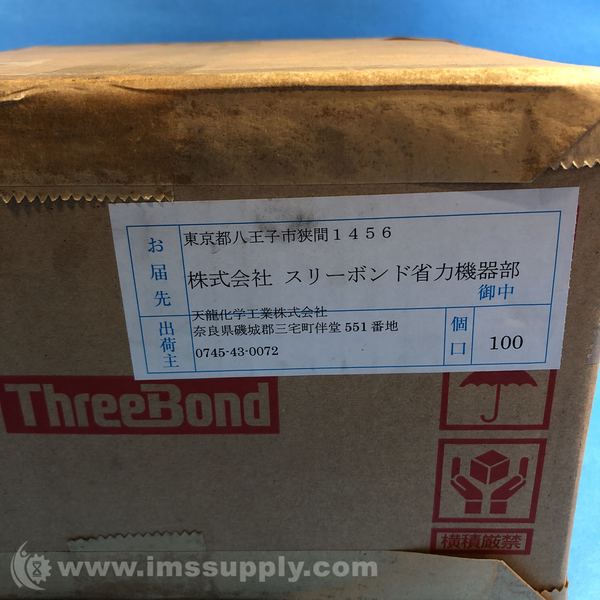 お届先
東京都八王子市狭間1456
株式会社 スリーボンド省力機器部
御中
出荷主
天龍化学工業株式会社
奈良県磯城郡三宅町伴堂 551 番地
0745-43-0072
個口
100
ThreeBond
横積厳禁
www.imssupply.com